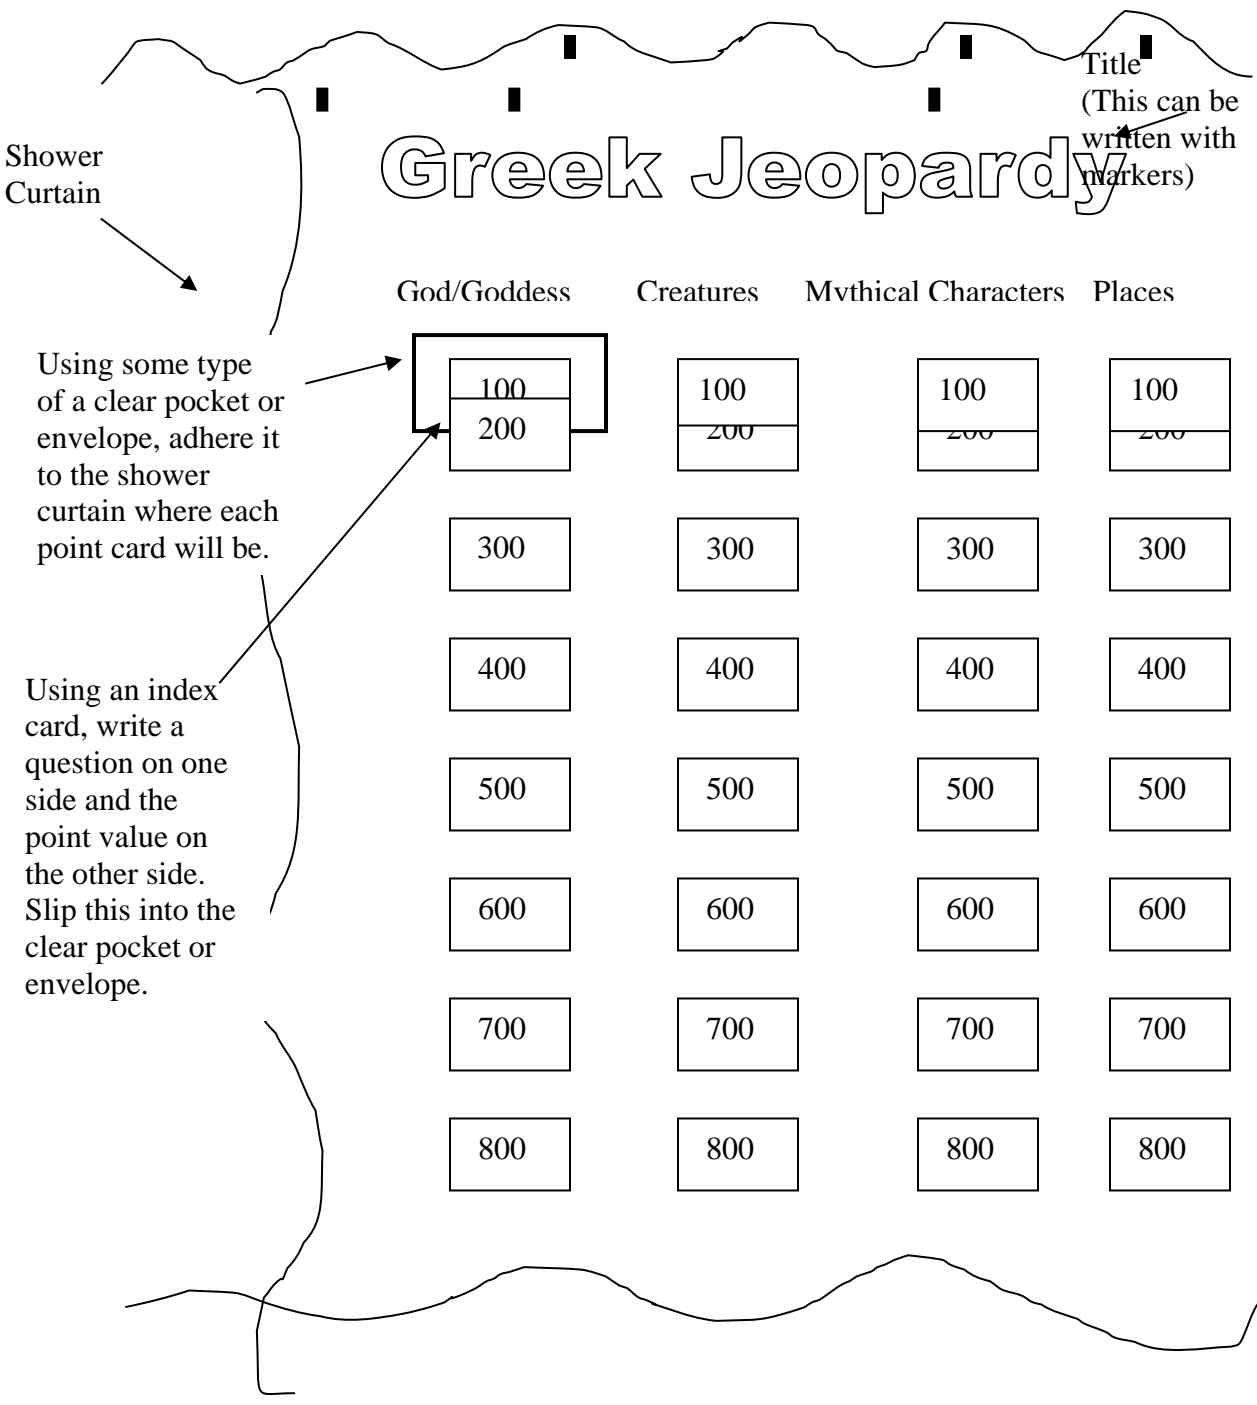 Title
(This can be
written with
markers)
Shower
Curtain
Greek Jeopardy
God/Goddess Creatures Mythical Characters Places
Using some type
of a clear pocket or
envelope, adhere it
to the shower
curtain where each
point card will be.
100 100 100 100
200 200 200 200
300 300 300 300
400 400 400 400
500 500 500 500
600 600 600 600
700 700 700 700
800 800 800 800
Using an index
card, write a
question on one
side and the
point value on
the other side.
Slip this into the
clear pocket or
envelope.